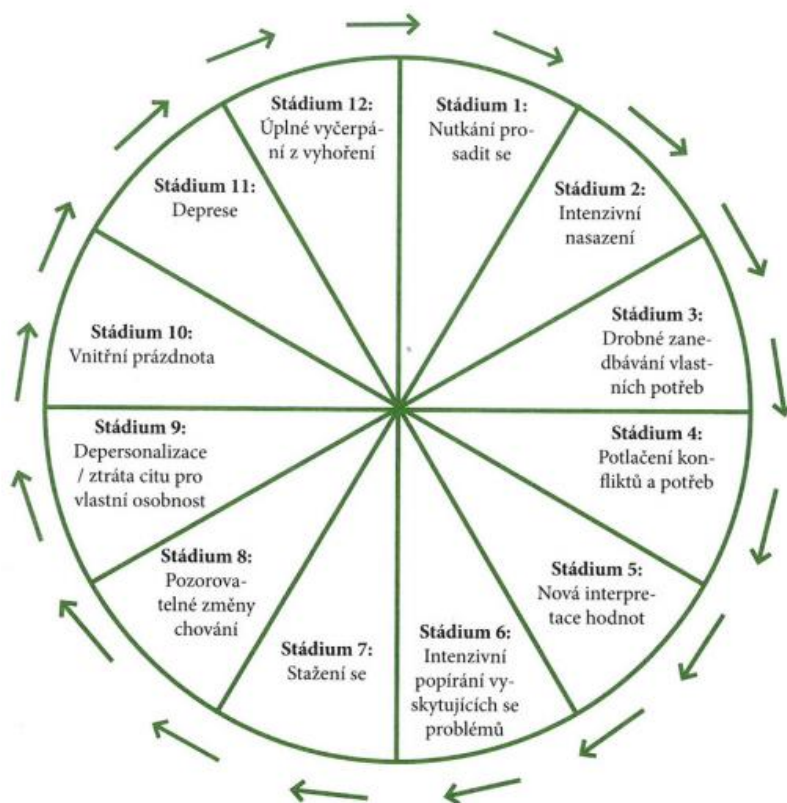 Stádium 1:
Nutkání pro-
sadit se
Stádium 2:
Intenzivní
nasazení
Stádium 3:
Drobné zane-
dbávání vlast-
ních potřeb
Stádium 4:
Potlačení kon-
fliktů a potřeb
Stádium 5:
Nová interpre-
tace hodnot
Stádium 6:
Intenzivní
popírání vy-
skytujících se
problémů
Stádium 7:
Stažení se
Stádium 8:
Pozorova-
telné změny
chování
Stádium 9:
Depersonalizace
/ ztráta citu pro
vlastní osobnost
Stádium 10:
Vnitřní prázdnota
Stádium 11:
Deprese
Stádium 12:
Úplné vyčerpá-
ní z vyhoření